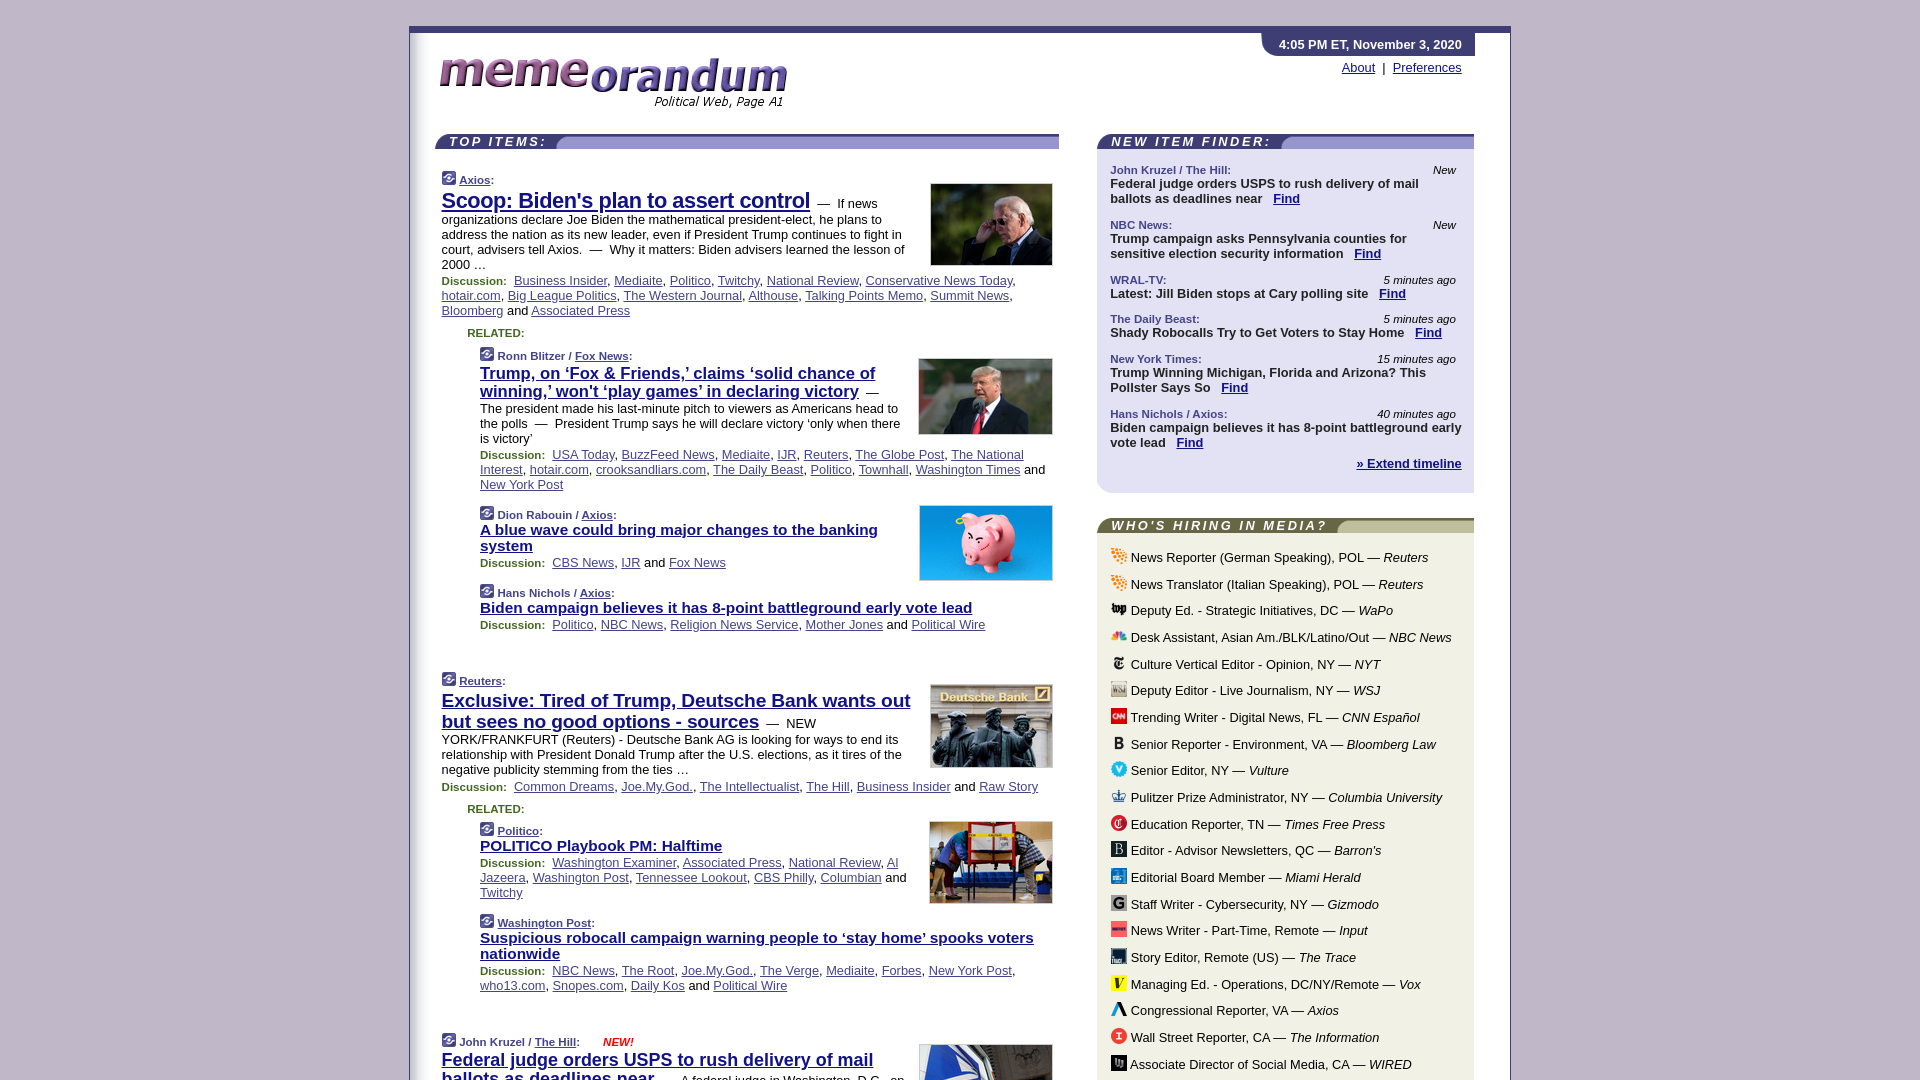 4:05 PM ET, November 3, 2020
memeorandum
Political Web, Page A1
About | Preferences
TOP ITEMS:
Axios:
Scoop: Biden's plan to assert control — If news
organizations declare Joe Biden the mathematical president-elect, he plans to
address the nation as its new leader, even if President Trump continues to fight in
court, advisers tell Axios. — Why it matters: Biden advisers learned the lesson of
2000 …
Discussion: Business Insider, Mediaite, Politico, Twitchy, National Review, Conservative News Today,
hotair.com, Big League Politics, The Western Journal, Althouse, Talking Points Memo, Summit News,
Bloomberg and Associated Press
RELATED:
Ronn Blitzer / Fox News:
Trump, on ‘Fox & Friends,’ claims ‘solid chance of
winning,’ won't ‘play games’ in declaring victory —
The president made his last-minute pitch to viewers as Americans head to
the polls — President Trump says he will declare victory ‘only when there
is victory’
Discussion: USA Today, BuzzFeed News, Mediaite, IJR, Reuters, The Globe Post, The National
Interest, hotair.com, crooksandliars.com, The Daily Beast, Politico, Townhall, Washington Times and
New York Post
Dion Rabouin / Axios:
A blue wave could bring major changes to the banking
system
Discussion: CBS News, IJR and Fox News
Hans Nichols / Axios:
Biden campaign believes it has 8-point battleground early vote lead
Discussion: Politico, NBC News, Religion News Service, Mother Jones and Political Wire
Reuters:
Exclusive: Tired of Trump, Deutsche Bank wants out
but sees no good options - sources — NEW
YORK/FRANKFURT (Reuters) - Deutsche Bank AG is looking for ways to end its
relationship with President Donald Trump after the U.S. elections, as it tires of the
negative publicity stemming from the ties …
Deutsche Bank
Discussion: Common Dreams, Joe.My.God., The Intellectualist, The Hill, Business Insider and Raw Story
RELATED:
Politico:
POLITICO Playbook PM: Halftime
Discussion: Washington Examiner, Associated Press, National Review, Al
Jazeera, Washington Post, Tennessee Lookout, CBS Philly, Columbian and
Twitchy
Washington Post:
Suspicious robocall campaign warning people to ‘stay home’ spooks voters
nationwide
Discussion: NBC News, The Root, Joe.My.God., The Verge, Mediaite, Forbes, New York Post,
who13.com, Snopes.com, Daily Kos and Political Wire
John Kruzel / The Hill: NEW!
Federal judge orders USPS to rush delivery of mail
ballots as deadlines near — A federal judge in Washington, D.C., on
NEW ITEM FINDER:
John Kruzel / The Hill: New
Federal judge orders USPS to rush delivery of mail
ballots as deadlines near Find
NBC News: New
Trump campaign asks Pennsylvania counties for
sensitive election security information Find
WRAL-TV: 5 minutes ago
Latest: Jill Biden stops at Cary polling site Find
The Daily Beast: 5 minutes ago
Shady Robocalls Try to Get Voters to Stay Home Find
New York Times: 15 minutes ago
Trump Winning Michigan, Florida and Arizona? This
Pollster Says So Find
Hans Nichols / Axios: 40 minutes ago
Biden campaign believes it has 8-point battleground early
vote lead Find
» Extend timeline
WHO'S HIRING IN MEDIA?
News Reporter (German Speaking), POL — Reuters
News Translator (Italian Speaking), POL — Reuters
wp Deputy Ed. - Strategic Initiatives, DC — WaPo
Desk Assistant, Asian Am./BLK/Latino/Out — NBC News
T Culture Vertical Editor - Opinion, NY — NYT
WSJ Deputy Editor - Live Journalism, NY — WSJ
CNN Trending Writer - Digital News, FL — CNN Español
B Senior Reporter - Environment, VA — Bloomberg Law
V Senior Editor, NY — Vulture
Pulitzer Prize Administrator, NY — Columbia University
Education Reporter, TN — Times Free Press
B Editor - Advisor Newsletters, QC — Barron's
Editorial Board Member — Miami Herald
G Staff Writer - Cybersecurity, NY — Gizmodo
News Writer - Part-Time, Remote — Input
Story Editor, Remote (US) — The Trace
V Managing Ed. - Operations, DC/NY/Remote — Vox
Congressional Reporter, VA — Axios
I Wall Street Reporter, CA — The Information
Associate Director of Social Media, CA — WIRED